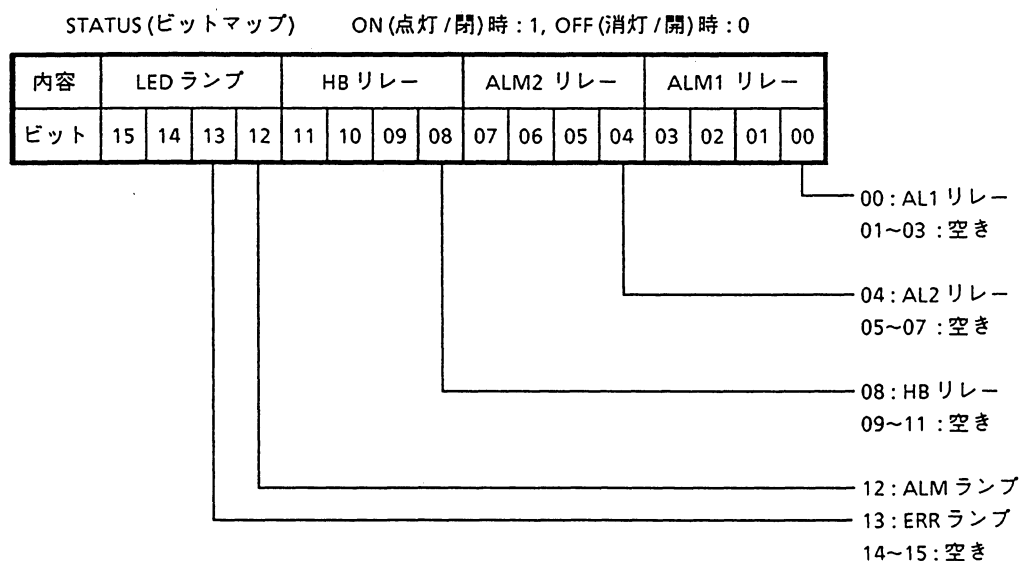 STATUS (ビットマップ) ON (点灯 / 閉) 時 : 1, OFF (消灯 / 開) 時 : 0
内容 LED ランプ HB リレー ALM2 リレー ALM1 リレー
ビット 15 14 13 12 11 10 09 08 07 06 05 04 03 02 01 00
00 : AL1 リレー
01~03 : 空き
04 : AL2 リレー
05~07 : 空き
08 : HB リレー
09~11 : 空き
12 : ALM ランプ
13 : ERR ランプ
14~15 : 空き